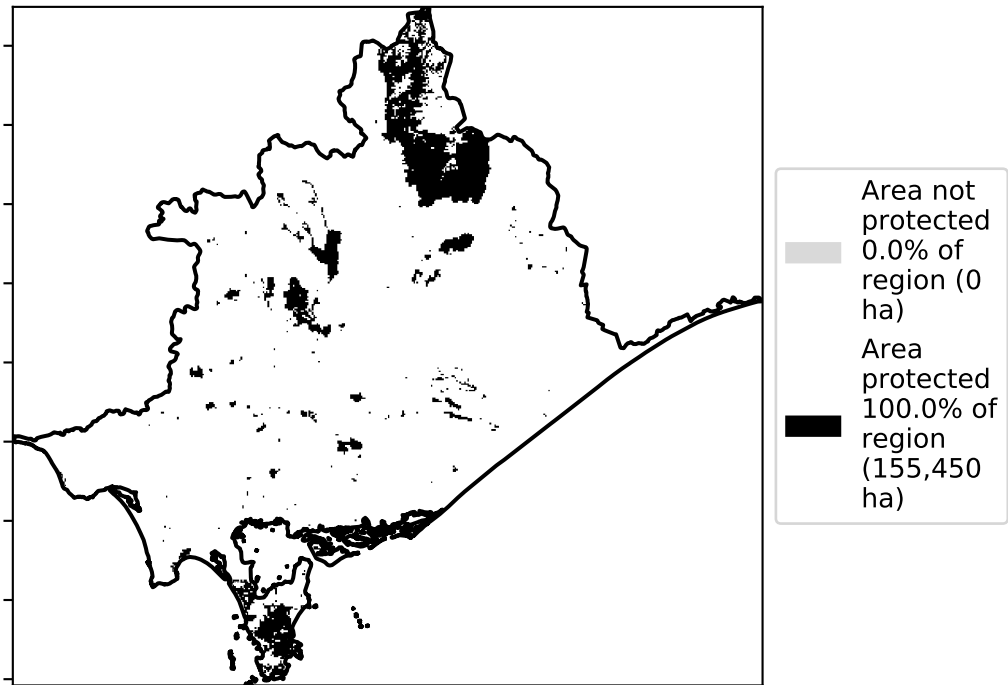 Area not
protected
0.0% of
region (0
ha)
Area
protected
100.0% of
region
(155,450
ha)